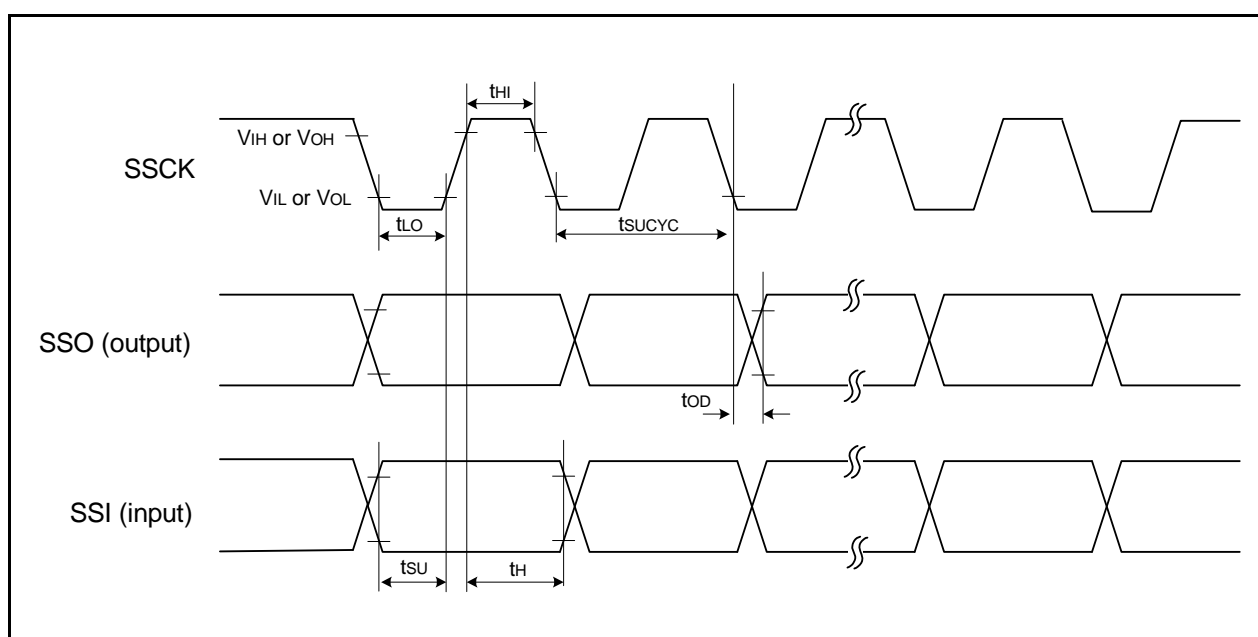 tHI
VIH or VOH
SSCK
VIL or VOL
tLO
tSUCYC
SSO (output)
tOD
SSI (input)
tSU
tH